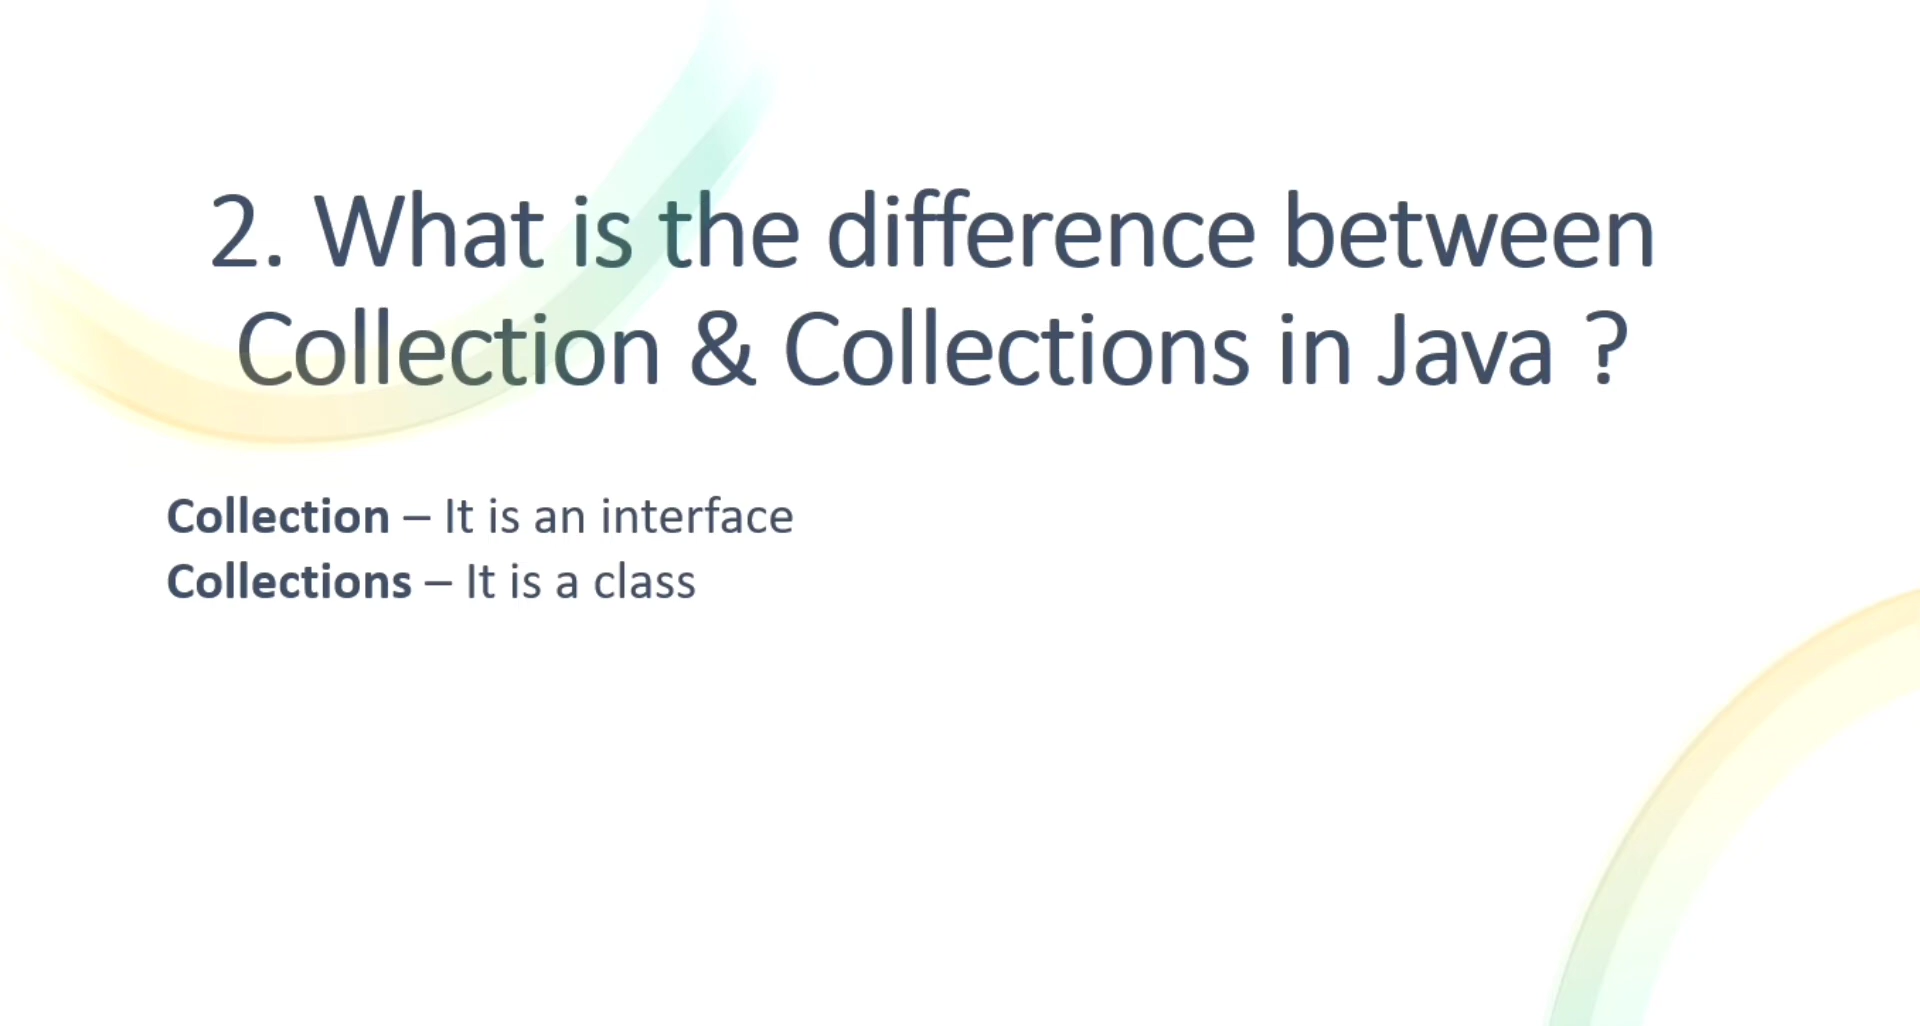 2. What is the difference between
Collection & Collections in Java ?
Collection – It is an interface
Collections – It is a class